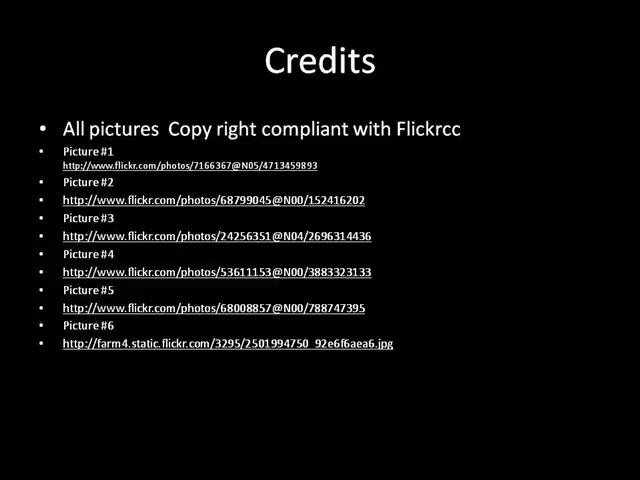 Credits
• All pictures  Copy right compliant with Flickrcc
• Picture #1
http://www.flickr.com/photos/7166367@N05/4713459893
• Picture #2
• http://www.flickr.com/photos/68799045@N00/152416202
• Picture #3
• http://www.flickr.com/photos/24256351@N04/2696314436
• Picture #4
• http://www.flickr.com/photos/53611153@N00/3883323133
• Picture #5
• http://www.flickr.com/photos/68008857@N00/788747395
• Picture #6
• http://farm4.static.flickr.com/3295/2501994750_92e6f6aea6.jpg